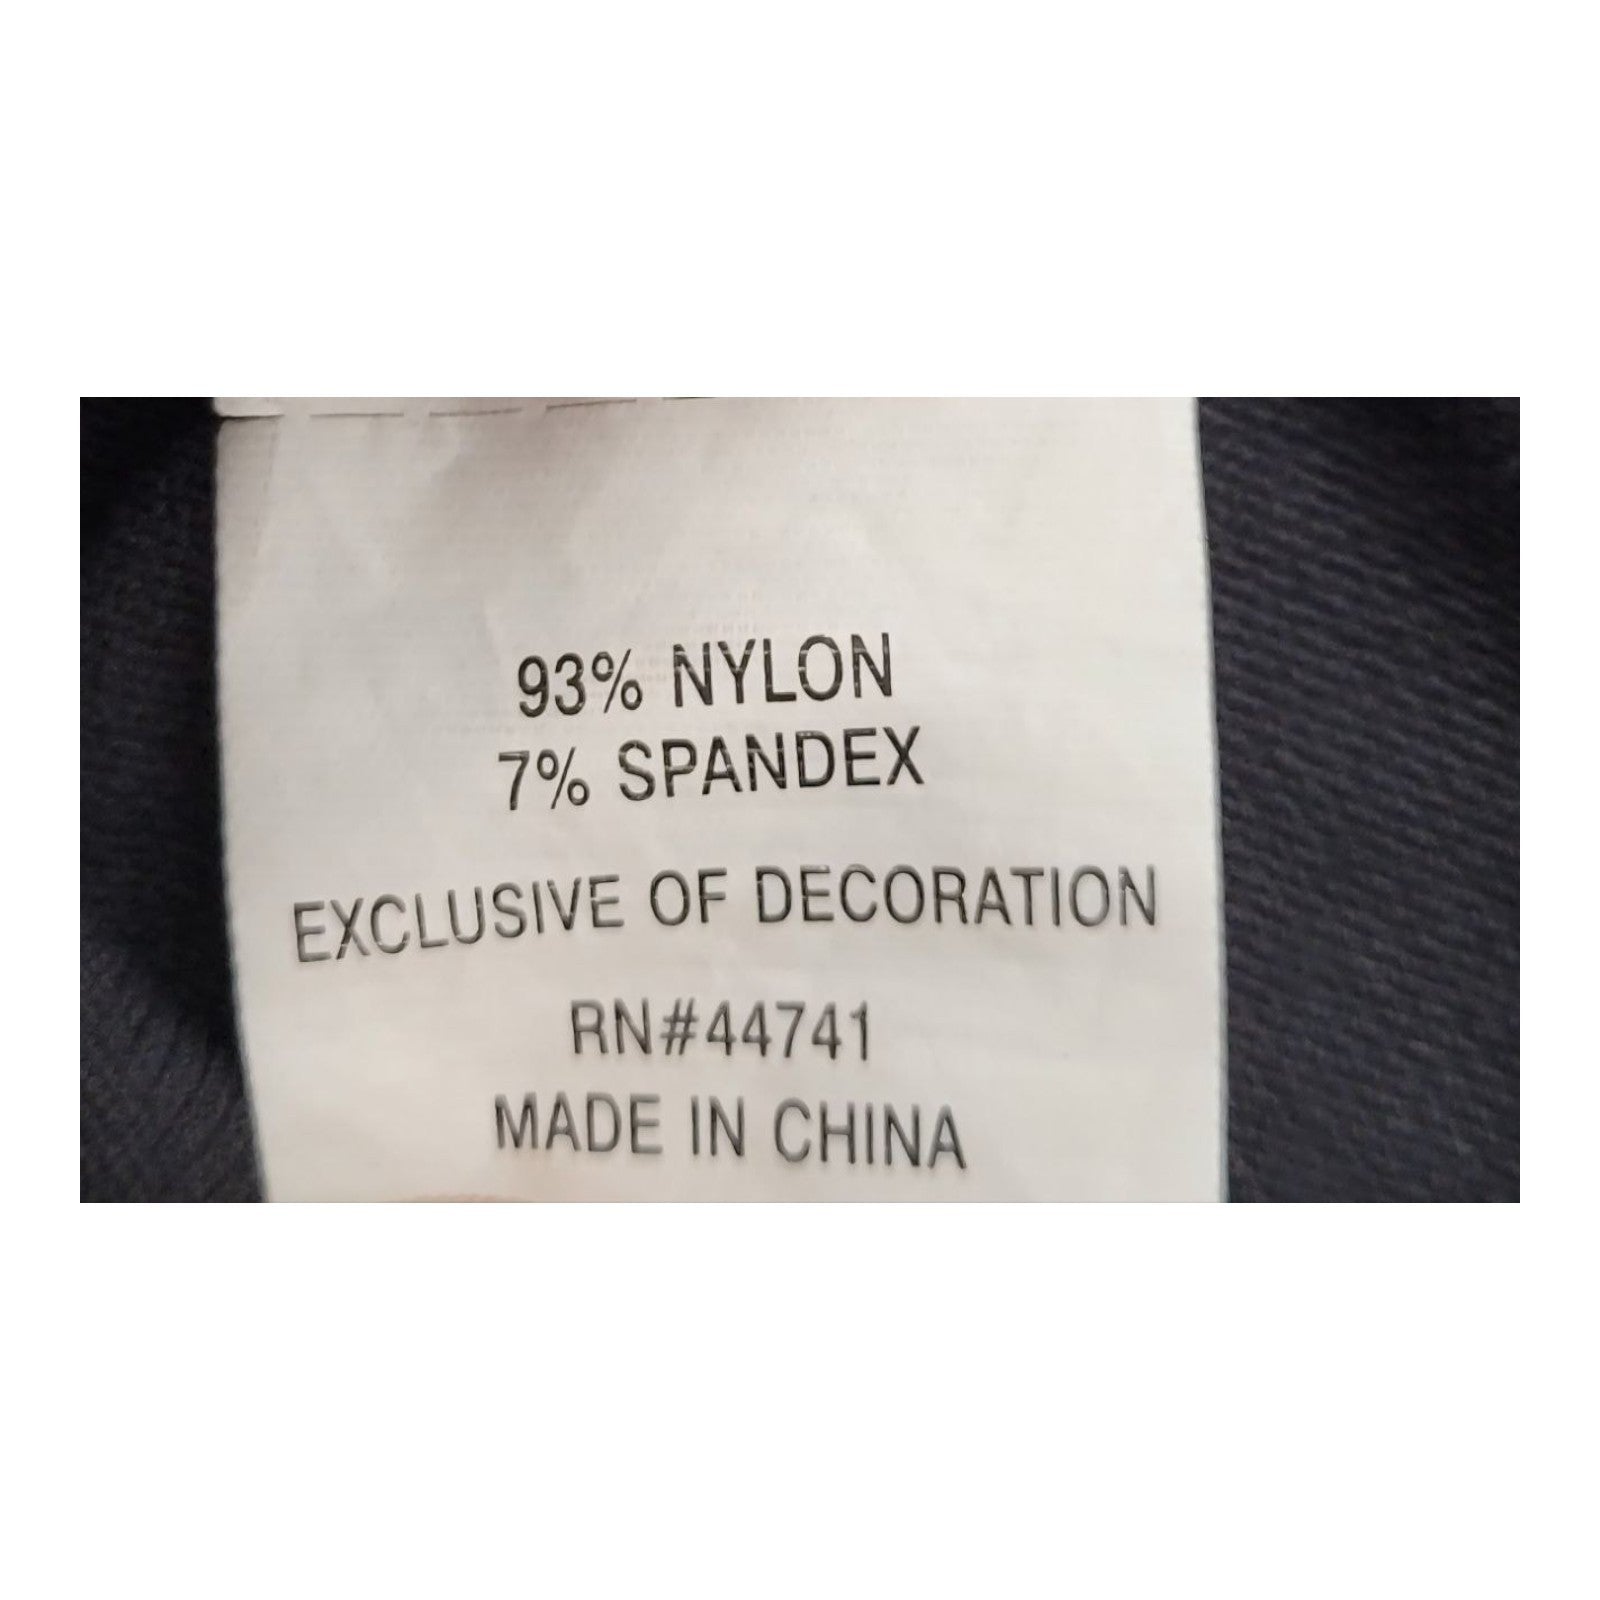 93% NYLON
7% SPANDEX
EXCLUSIVE OF DECORATION
RN#44741
MADE IN CHINA